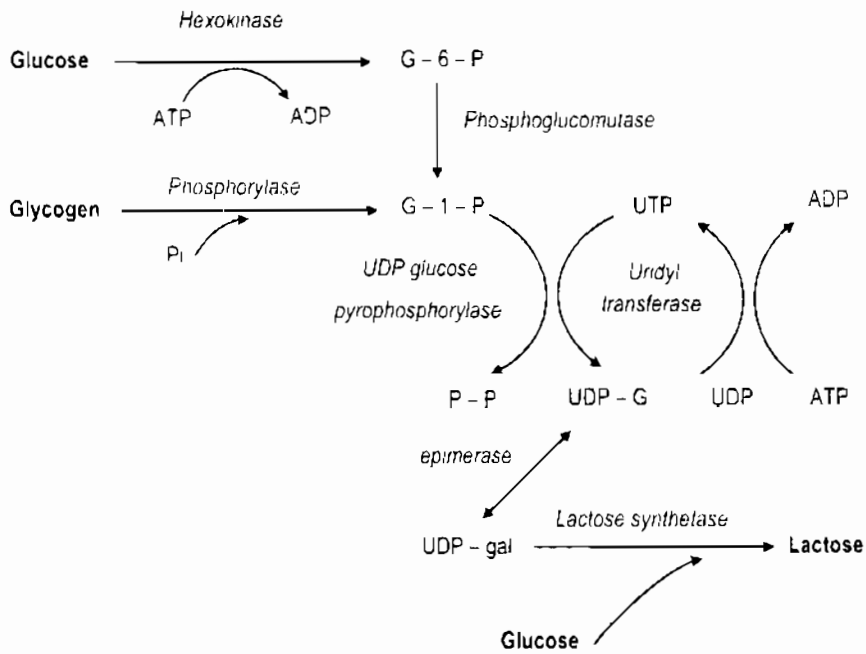 Hexokinase
Glucose
G – 6 – P
ATP
ADP
Phosphoglucomutase
Phosphorylase
Glycogen
G – 1 – P
UTP
ADP
Pi
UDP glucose
pyrophosphorylase
Uridyl
transferase
P – P
UDP – G
UDP
ATP
epimerase
Lactose synthetase
UDP – gal
Lactose
Glucose